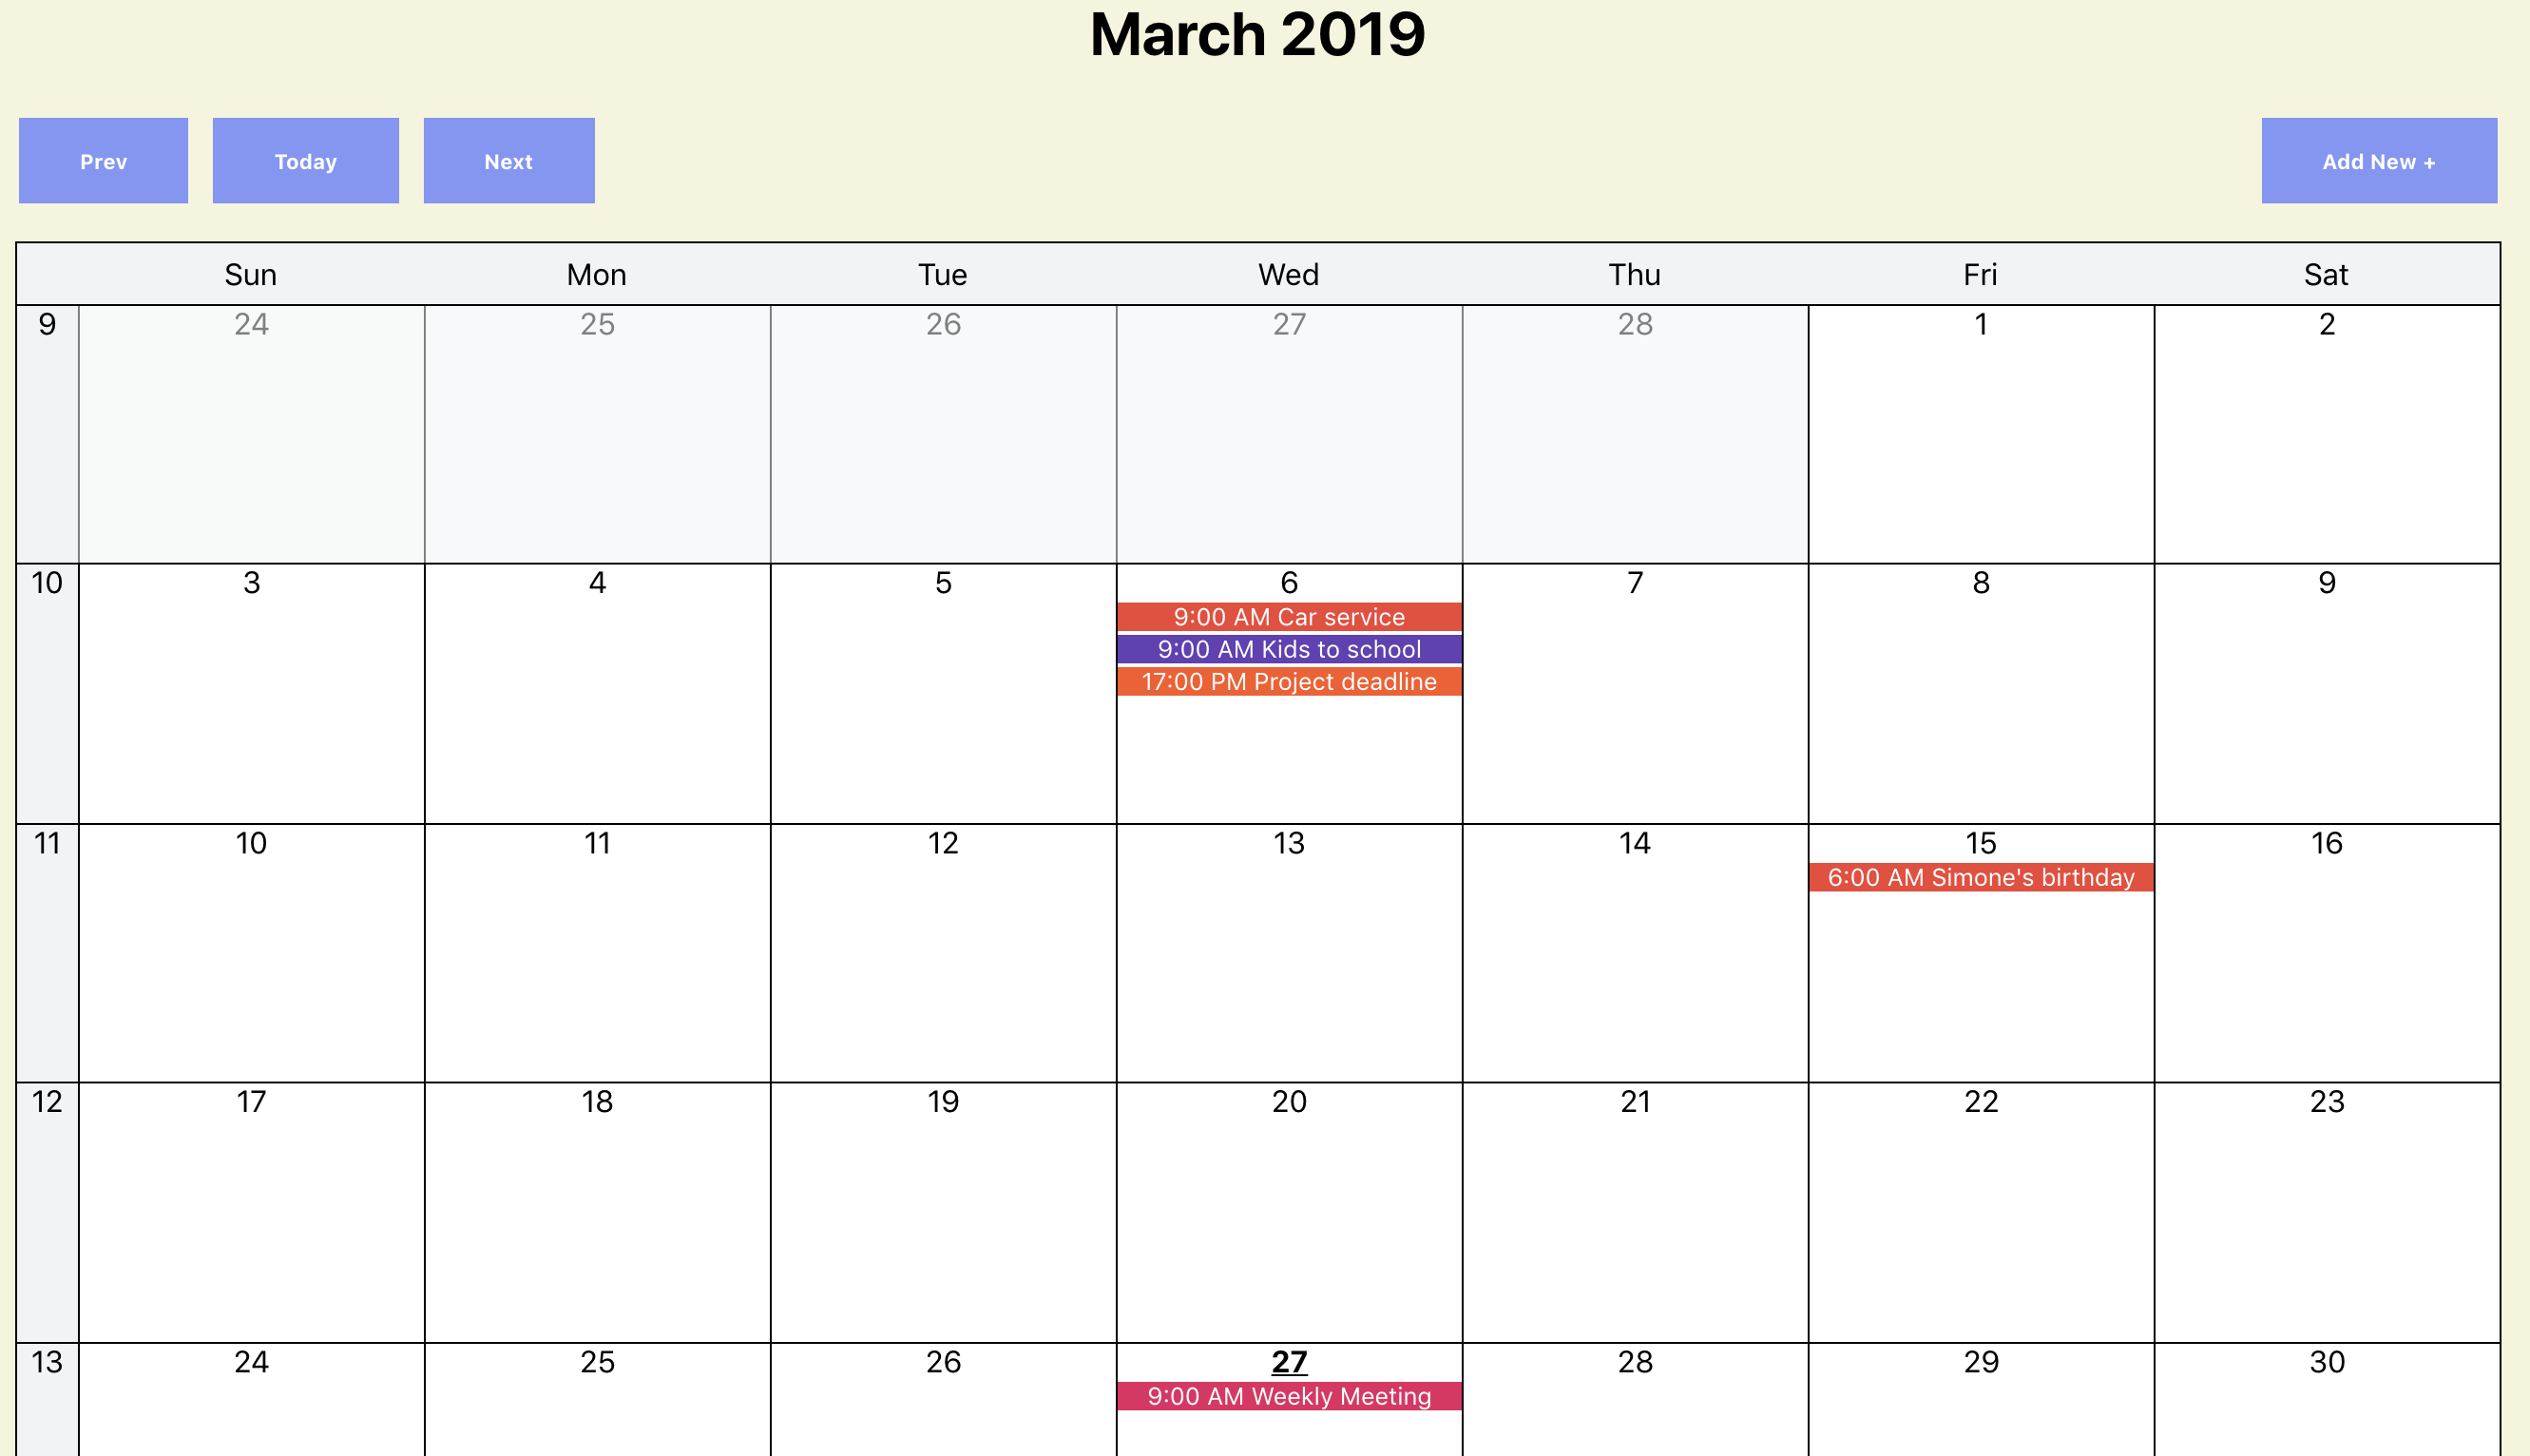 March 2019
Prev Today Next Add New +
Sun Mon Tue Wed Thu Fri Sat
9 24 25 26 27 28 1 2
10 3 4 5 6 7 8 9
9:00 AM Car service
9:00 AM Kids to school
17:00 PM Project deadline
11 10 11 12 13 14 15 16
6:00 AM Simone's birthday
12 17 18 19 20 21 22 23
13 24 25 26 27 28 29 30
9:00 AM Weekly Meeting